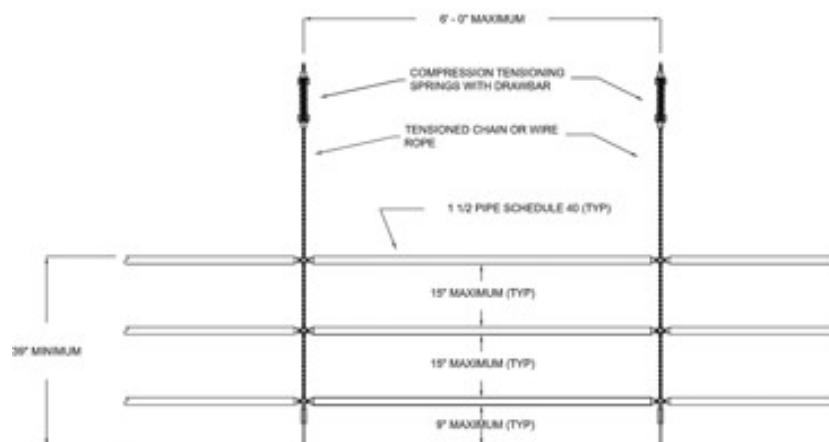 6' - 0" MAXIMUM
COMPRESSION TENSIONING
SPRINGS WITH DRAWBAR
TENSIONED CHAIN OR WIRE
ROPE
1 1/2 PIPE SCHEDULE 40 (TYP)
15" MAXIMUM (TYP)
39" MINIMUM
15" MAXIMUM (TYP)
9" MAXIMUM (TYP)